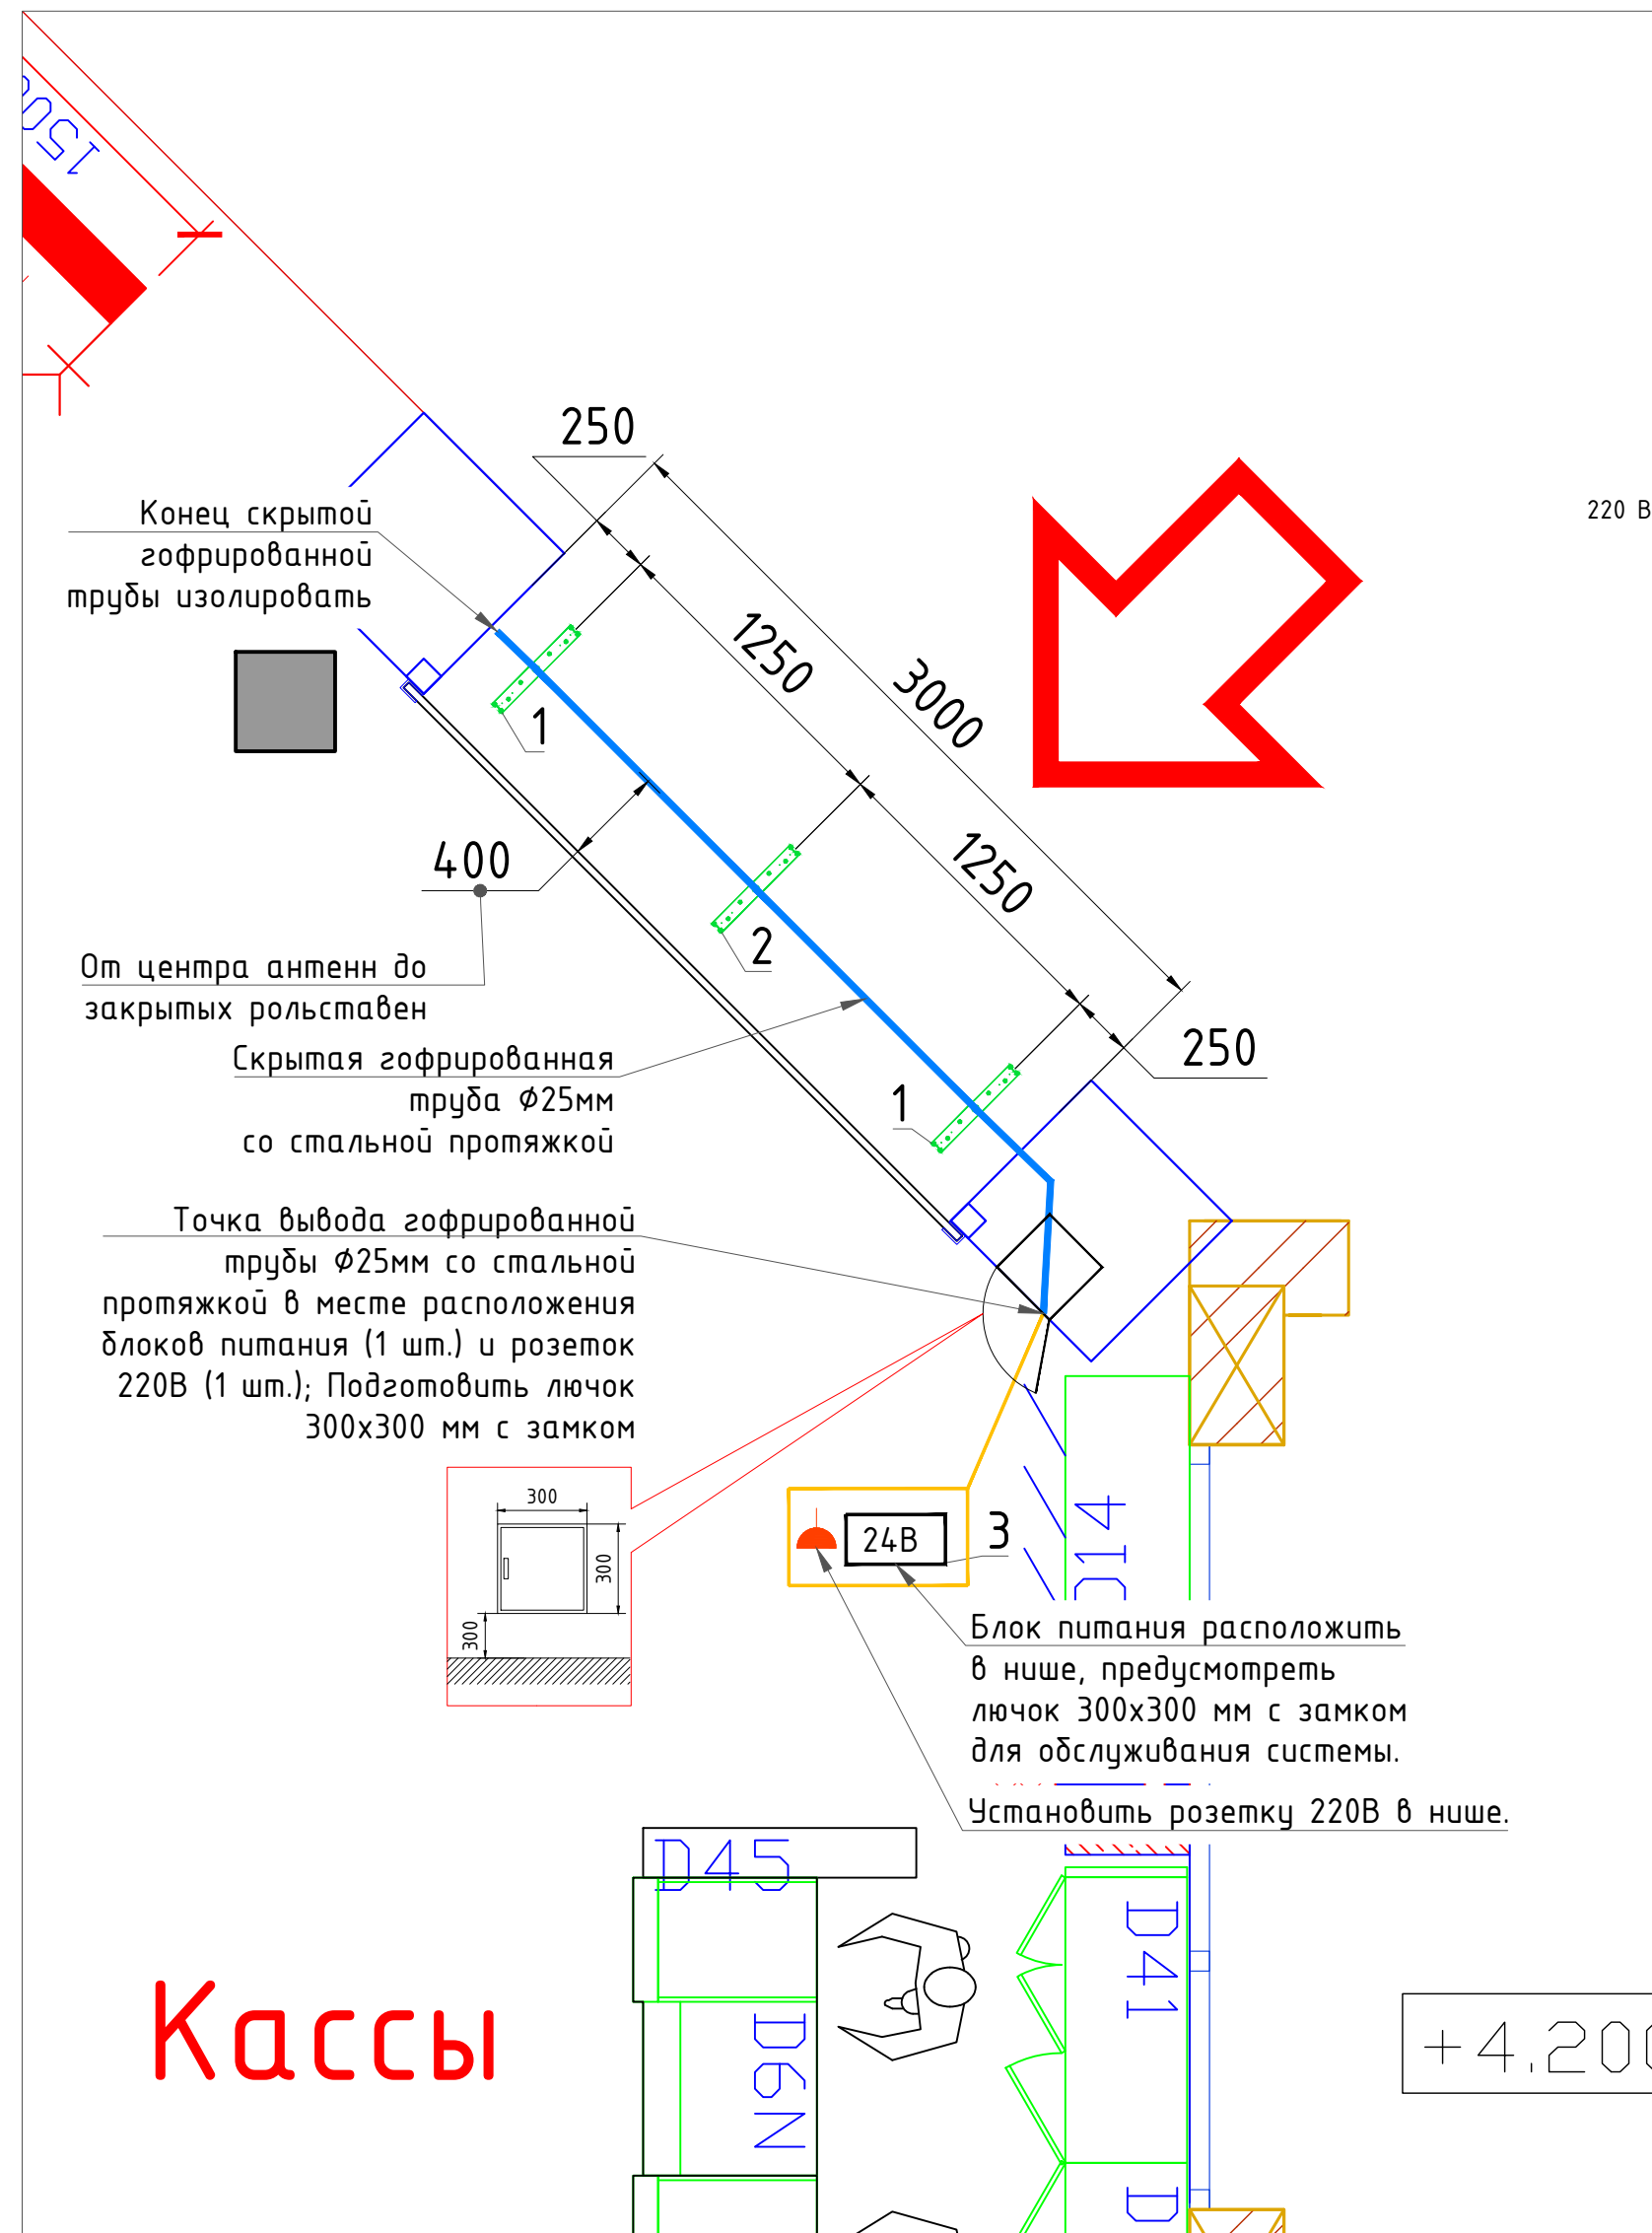 150
250
3000
1250
1250
250
220 В
Конец скрытой
гофрированной
трубы изолировать
1
2
1
400
От центра антенн до
закрытых рольставен
Скрытая гофрированная
труба Ф25мм
со стальной протяжкой
Точка вывода гофрированной
трубы Ф25мм со стальной
протяжкой в месте расположения
блоков питания (1 шт.) и розеток
220В (1 шт.); Подготовить лючок
300х300 мм с замком
300
300
300
24В
3
Блок питания расположить
в нише, предусмотреть
лючок 300х300 мм с замком
для обслуживания системы.
Установить розетку 220В в нише.
D45
D41
D6N
D
Кассы
+4.200